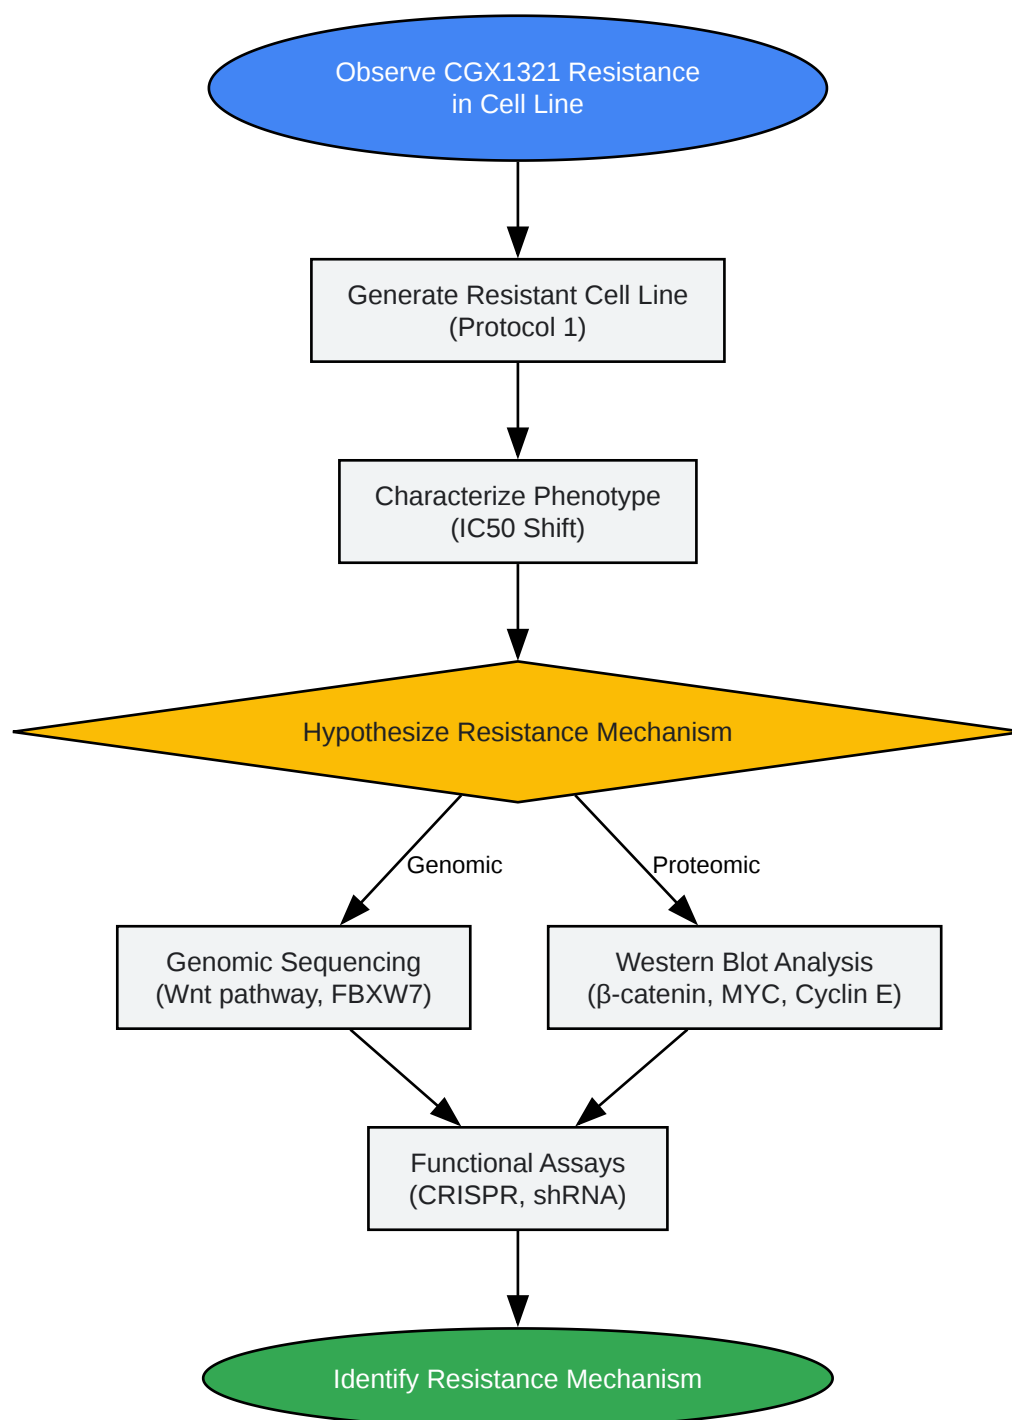 Observe CGX1321 Resistance
in Cell Line
Generate Resistant Cell Line
(Protocol 1)
Characterize Phenotype
(IC50 Shift)
Hypothesize Resistance Mechanism
Genomic
Proteomic
Genomic Sequencing
(Wnt pathway, FBXW7)
Western Blot Analysis
(β-catenin, MYC, Cyclin E)
Functional Assays
(CRISPR, shRNA)
Identify Resistance Mechanism